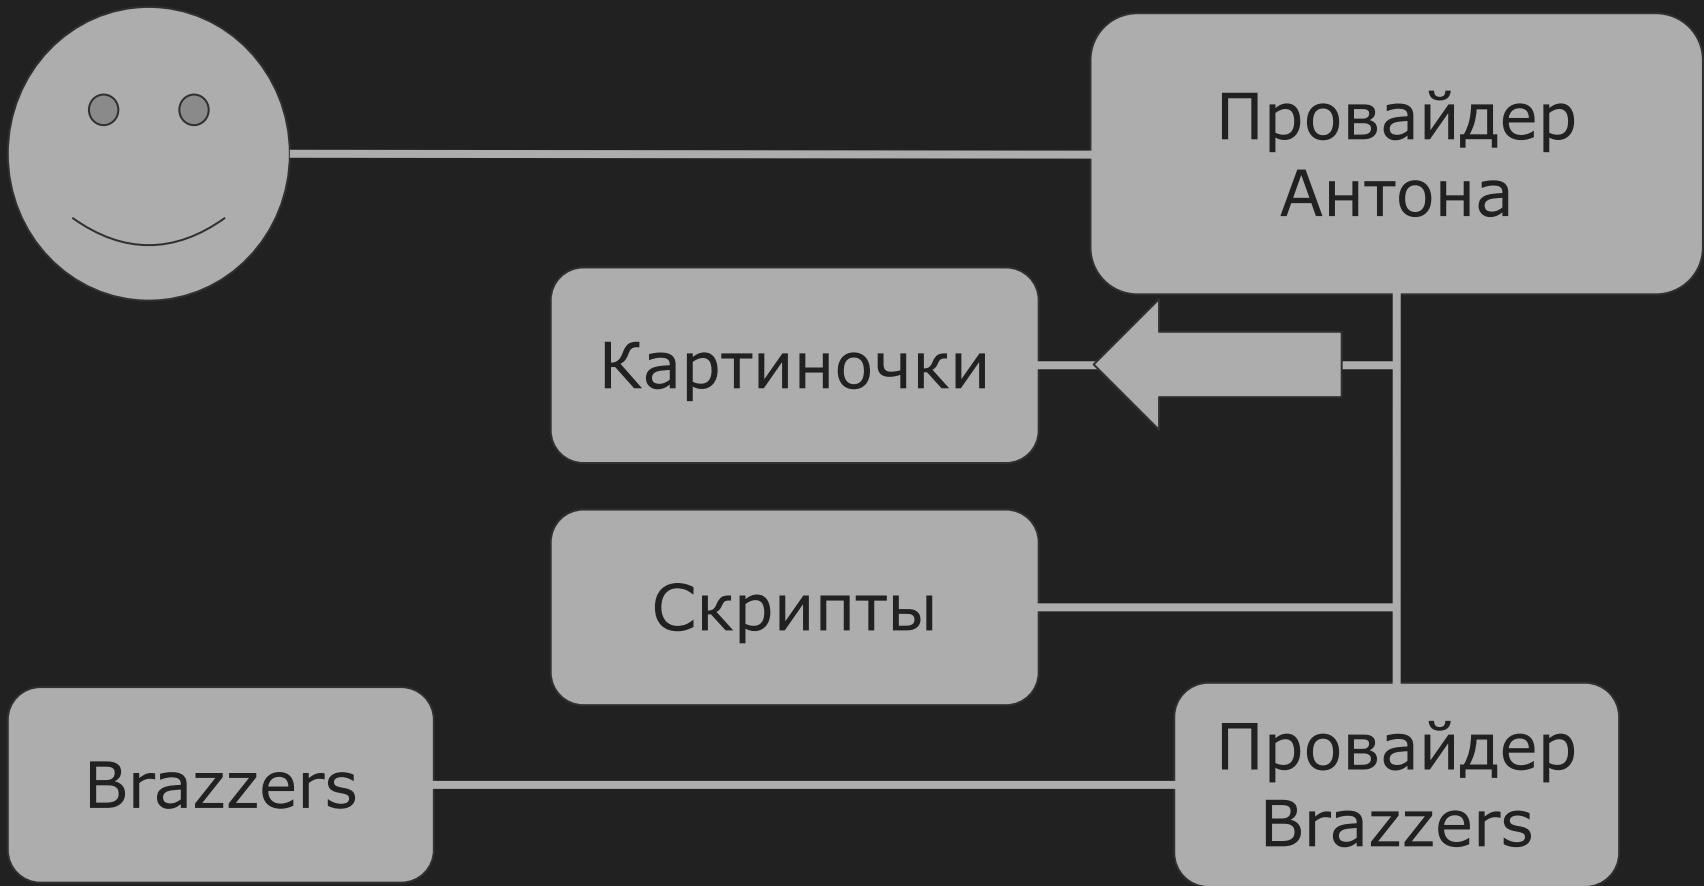 Провайдер
Антона
Картиночки
Скрипты
Brazzers
Провайдер
Brazzers